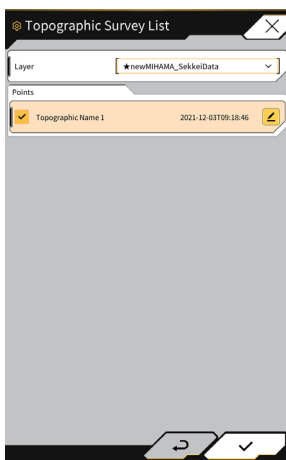 Topographic Survey List
Layer
★newMIHAMA_SekkeiData
Points
Topographic Name 1 2021-12-03T09:18:46